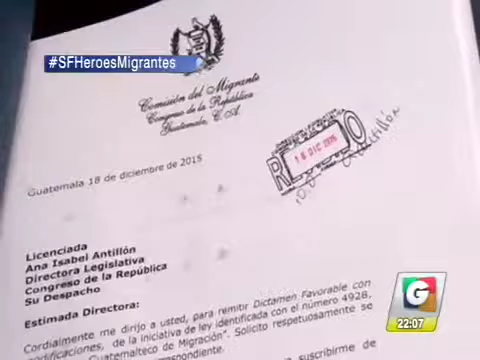 #SFHeroesMigrantes
Comisión del Migrante
Congreso de la República
Guatemala, C. A.
18 DIC 2015
Guatemala 18 de diciembre de 2015
Licenciada
Ana Isabel Antillón
Directora Legislativa
Congreso de la República
Su Despacho
Estimada Directora:
Cordialmente me dirijo a usted, para remitir Dictamen Favorable con
modificaciones, de la iniciativa de ley identificada con el número 4928,
Guatemalteco de Migración". Solicito respetuosamente se
correspondiente.
suscribirme de
G
22:07